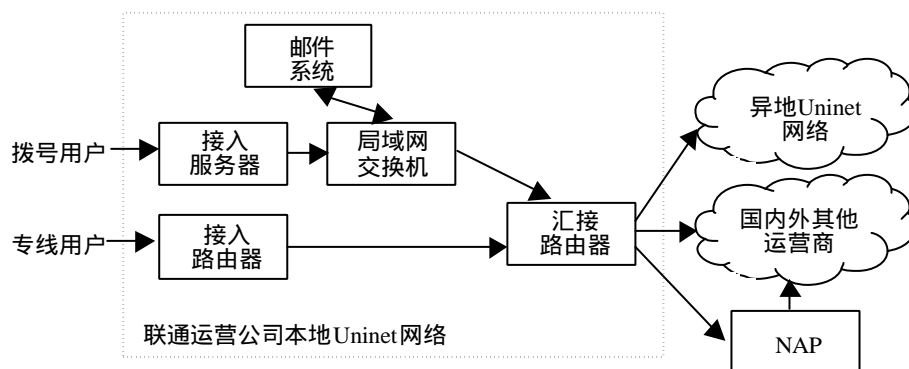 邮件
系统
异地Uninet
网络
拨号用户
接入
服务器
局域网
交换机
国内外其他
运营商
专线用户
接入
路由器
汇接
路由器
联通运营公司本地Uninet网络
NAP